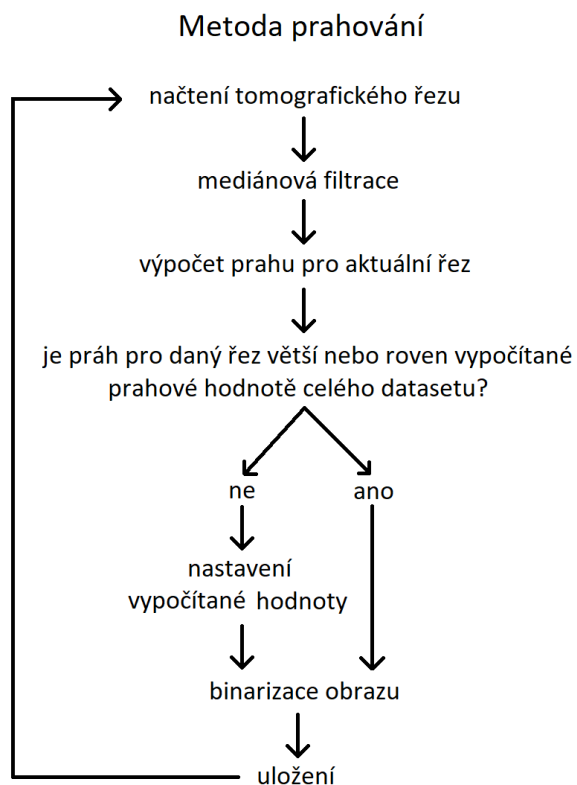 Metoda prahování
načtení tomografického řezu
mediánová filtrace
výpočet prahu pro aktuální řez
je práh pro daný řez větší nebo roven vypočítané
prahové hodnotě celého datasetu?
ne ano
nastavení
vypočítané hodnoty
binarizace obrazu
uložení